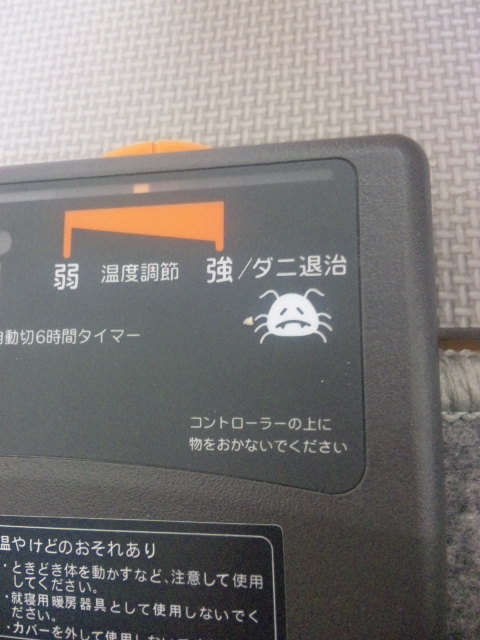 弱 温度調節 強/ダニ退治
自動切6時間タイマー
コントローラーの上に
物をおかないでください
温やけどのおそれあり
・ときどき体を動かすなど、注意して使用
してください。
・就寝用暖房器具として使用しないでく
ださい。
・カバーを外して使用しない